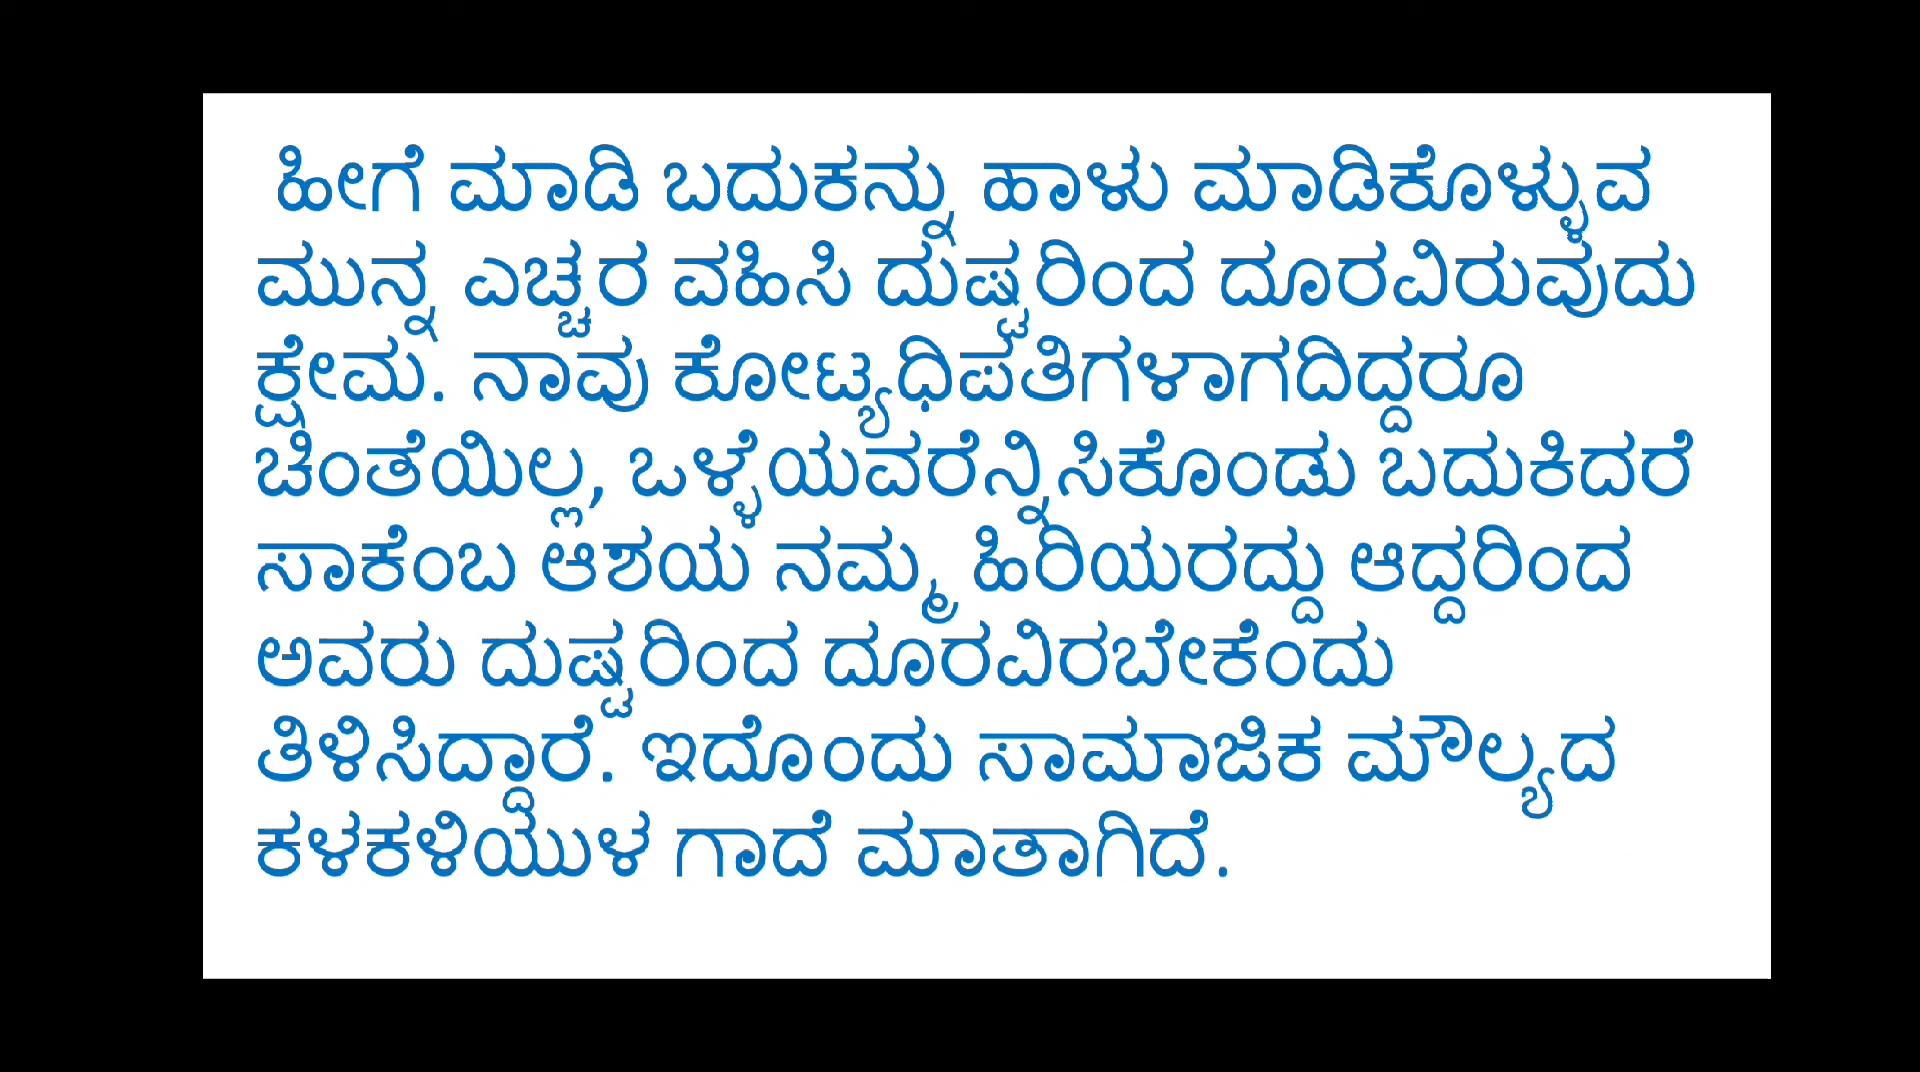 ಹೀಗೆ ಮಾಡಿ ಬದುಕನ್ನು ಹಾಳು ಮಾಡಿಕೊಳ್ಳುವ
ಮುನ್ನ ಎಚ್ಚರ ವಹಿಸಿ ದುಷ್ಟರಿಂದ ದೂರವಿರುವುದು
ಕ್ಷೇಮ. ನಾವು ಕೋಟ್ಯಧಿಪತಿಗಳಾಗದಿದ್ದರೂ
ಚಿಂತೆಯಿಲ್ಲ, ಒಳ್ಳೆಯವರೆನ್ನಿಸಿಕೊಂಡು ಬದುಕಿದರೆ
ಸಾಕೆಂಬ ಆಶಯ ನಮ್ಮ ಹಿರಿಯರದ್ದು ಆದ್ದರಿಂದ
ಅವರು ದುಷ್ಟರಿಂದ ದೂರವಿರಬೇಕೆಂದು
ತಿಳಿಸಿದ್ದಾರೆ. ಇದೊಂದು ಸಾಮಾಜಿಕ ಮೌಲ್ಯದ
ಕಳಕಳಿಯುಳ ಗಾದೆ ಮಾತಾಗಿದೆ.